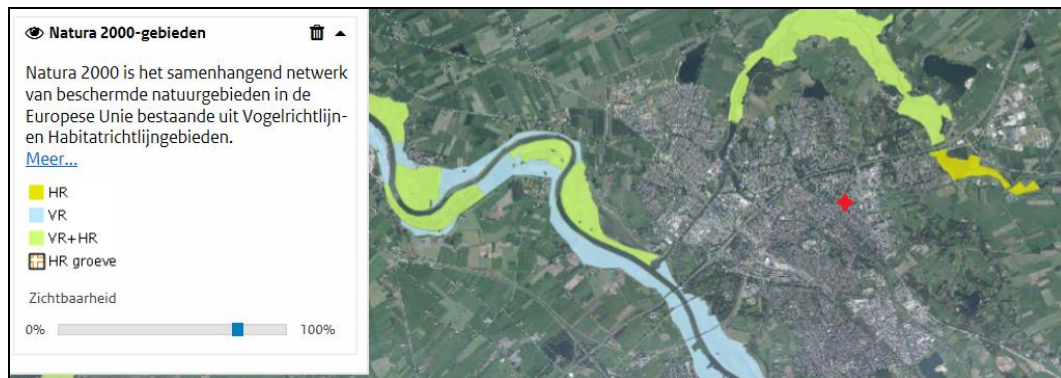 Natura 2000-gebieden
Natura 2000 is het samenhangend netwerk
van beschermde natuurgebieden in de
Europese Unie bestaande uit Vogelrichtlijn-
en Habitatrichtlijngebieden.
Meer...
HR
VR
VR+HR
HR groeve
Zichtbaarheid
0% 100%